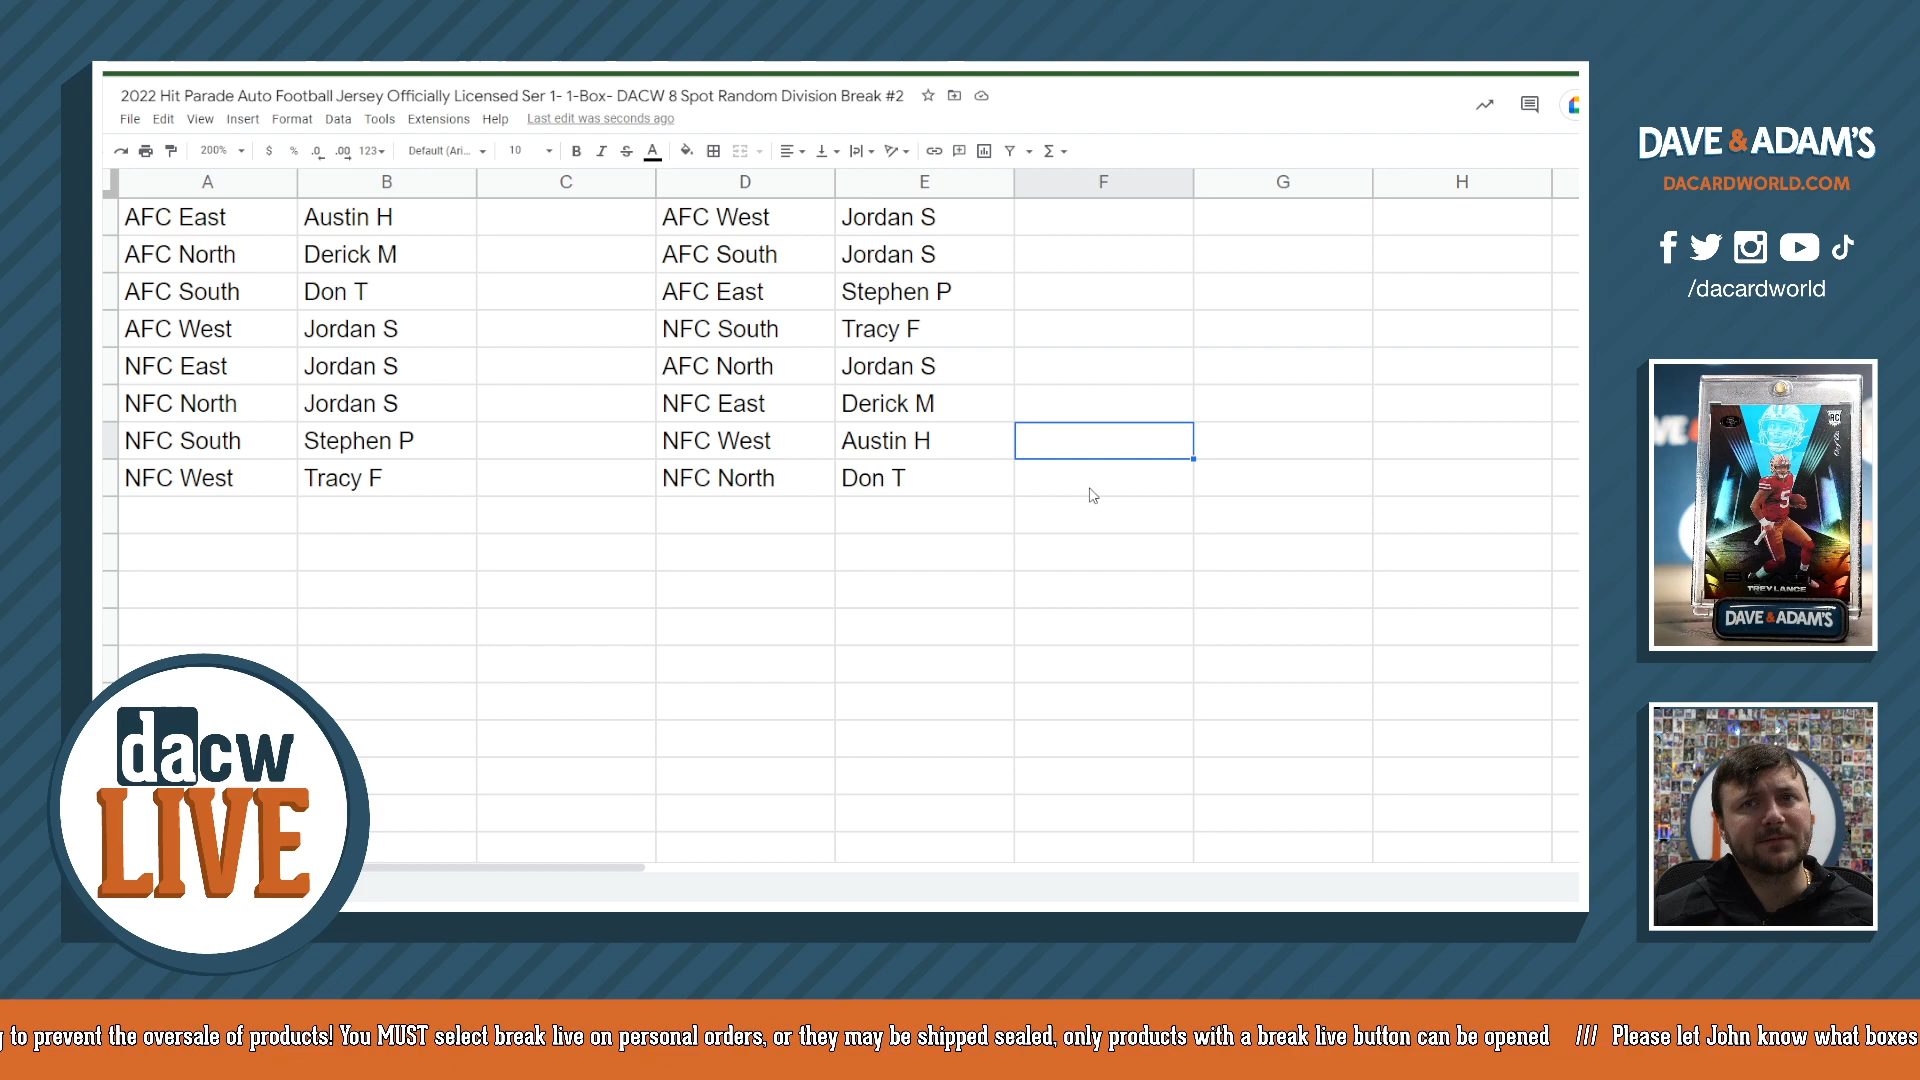 2022 Hit Parade Auto Football Jersey Officially Licensed Ser 1- 1-Box- DACW 8 Spot Random Division Break #2
File Edit View Insert Format Data Tools Extensions Help Last edit was seconds ago
200% $ % .0 .00 123 Default (Ari... 10 B I S A
A B C D E F G H
AFC East Austin H AFC West Jordan S
AFC North Derick M AFC South Jordan S
AFC South Don T AFC East Stephen P
AFC West Jordan S NFC South Tracy F
NFC East Jordan S AFC North Jordan S
NFC North Jordan S NFC East Derick M
NFC South Stephen P NFC West Austin H
NFC West Tracy F NFC North Don T
dacw
LIVE
DAVE & ADAM'S
DACARDWORLD.COM
/dacardworld
RC
TREY LANCE
DAVE & ADAM'S
to prevent the oversale of products! You MUST select break live on personal orders, or they may be shipped sealed, only products with a break live button can be opened /// Please let John know what boxes